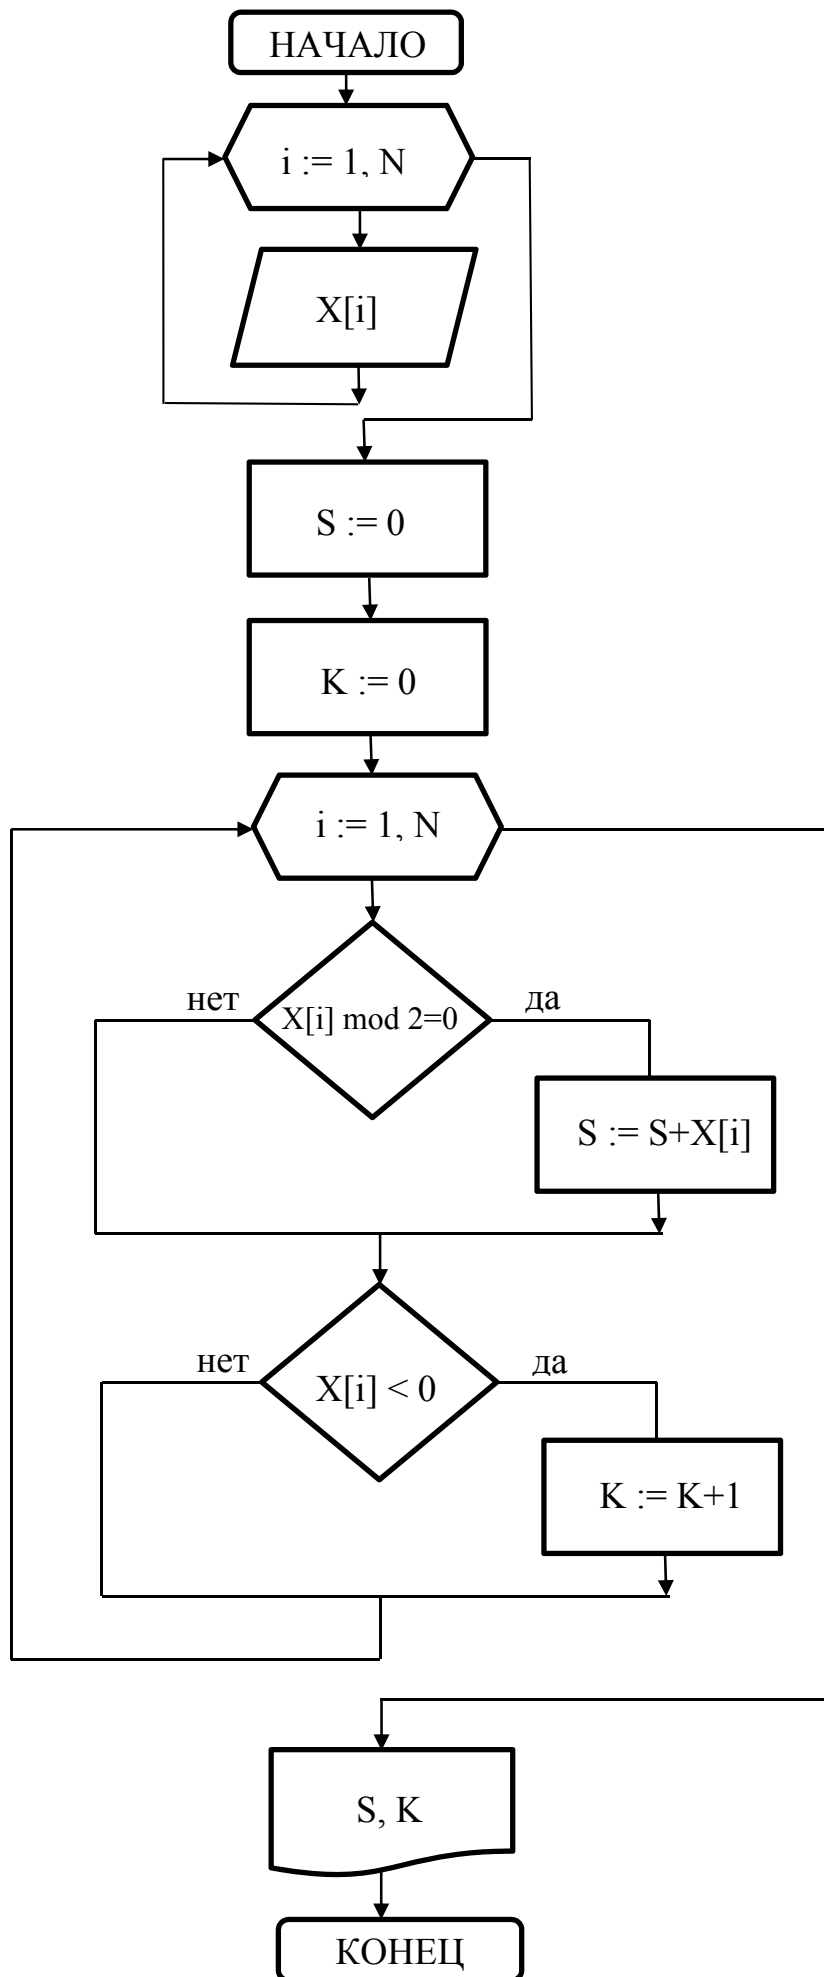 НАЧАЛО
i := 1, N
X[i]
S := 0
K := 0
i := 1, N
нет
X[i] mod 2=0
да
S := S+X[i]
нет
X[i] < 0
да
K := K+1
S, K
КОНЕЦ